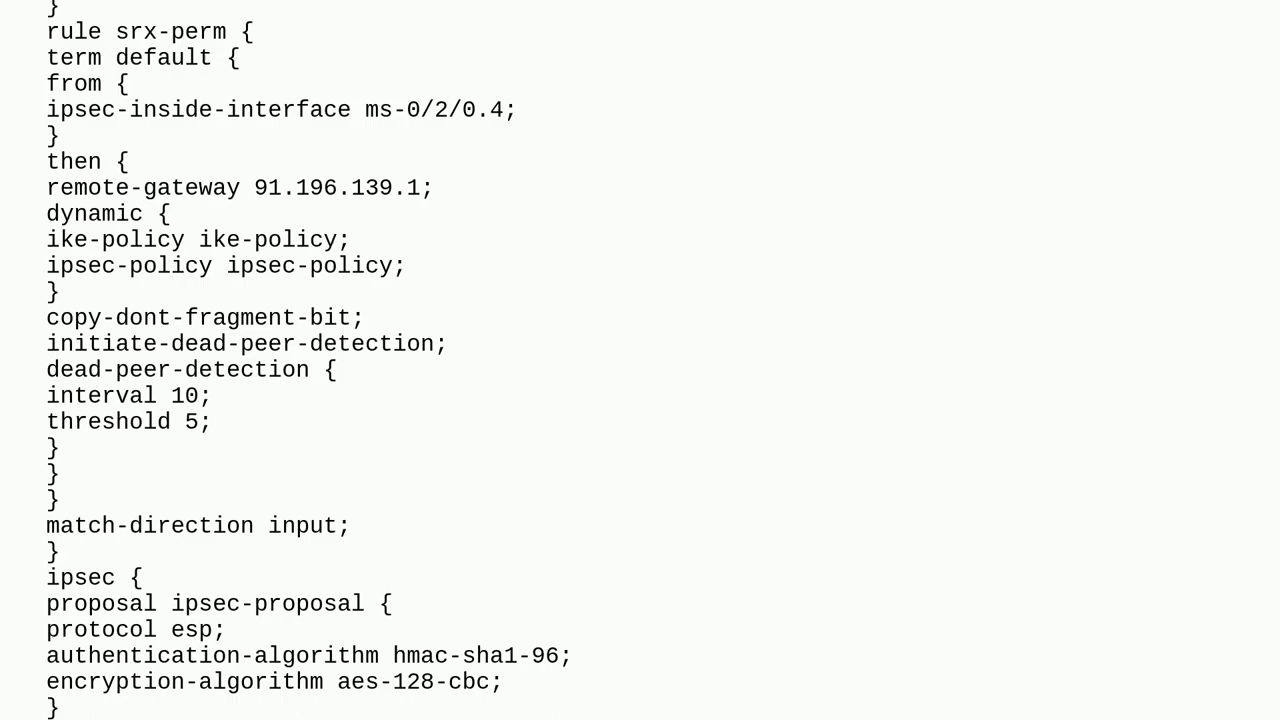 }
rule srx-perm {
term default {
from {
ipsec-inside-interface ms-0/2/0.4;
}
then {
remote-gateway 91.196.139.1;
dynamic {
ike-policy ike-policy;
ipsec-policy ipsec-policy;
}
copy-dont-fragment-bit;
initiate-dead-peer-detection;
dead-peer-detection {
interval 10;
threshold 5;
}
}
}
match-direction input;
}
ipsec {
proposal ipsec-proposal {
protocol esp;
authentication-algorithm hmac-sha1-96;
encryption-algorithm aes-128-cbc;
}